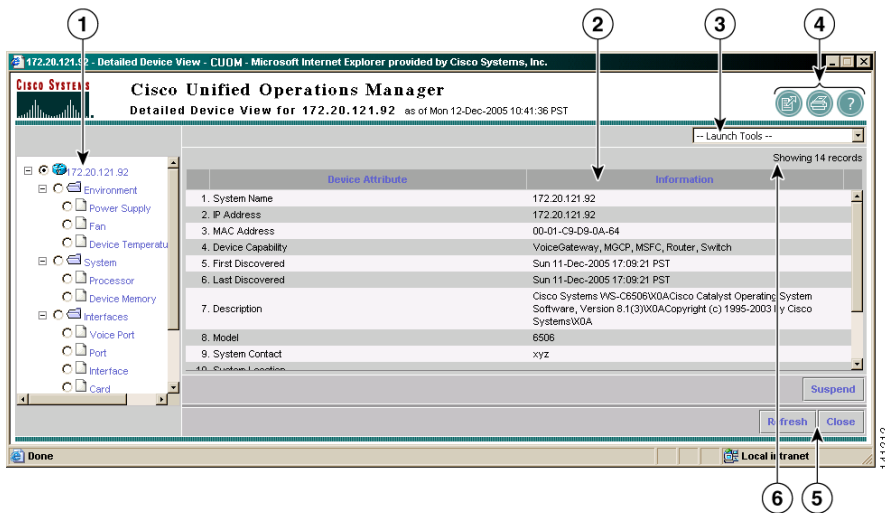 1
2
3
4
172.20.121.92 - Detailed Device View - CUOM - Microsoft Internet Explorer provided by Cisco Systems, Inc.
CISCO SYSTEMS
Cisco Unified Operations Manager
Detailed Device View for 172.20.121.92 as of Mon 12-Dec-2005 10:41:36 PST
?
-- Launch Tools --
Showing 14 records
172.20.121.92
Environment
Power Supply
Fan
Device Temperatu
System
Processor
Device Memory
Interfaces
Voice Port
Port
Interface
Card
Device Attribute Information
1. System Name 172.20.121.92
2. IP Address 172.20.121.92
3. MAC Address 00-01-C9-D9-0A-64
4. Device Capability VoiceGateway, MGCP, MSFC, Router, Switch
5. First Discovered Sun 11-Dec-2005 17:09:21 PST
6. Last Discovered Sun 11-Dec-2005 17:09:21 PST
7. Description Cisco Systems WS-C6506\X0ACisco Catalyst Operating System
Software, Version 8.1(3)\X0ACopyright (c) 1995-2003 by Cisco
Systems\X0A
8. Model 6506
9. System Contact xyz
10. System Location
Suspend
Refresh Close
Done
Local intranet
6
5